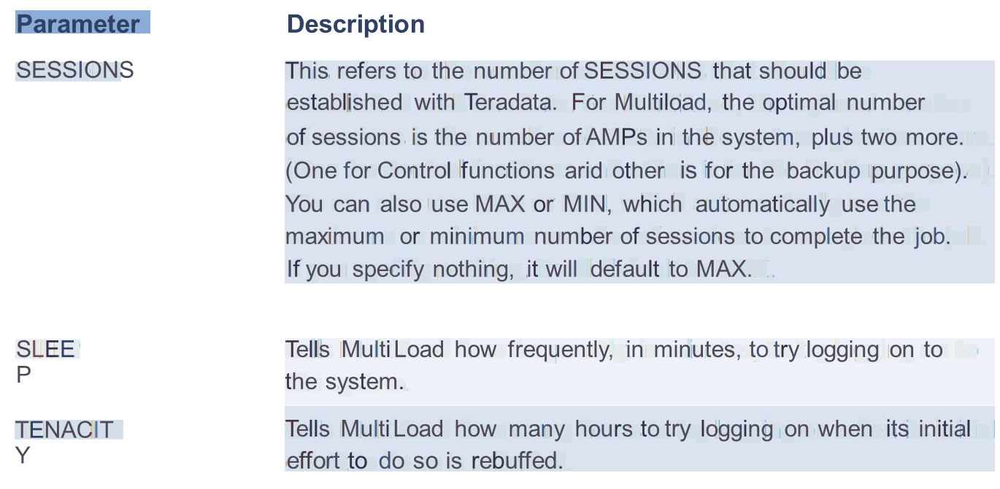 Parameter Description
SESSIONS This refers to the number of SESSIONS that should be
established with Teradata. For Multiload, the optimal number
of sessions is the number of AMPs in the system, plus two more.
(One for Control functions arid other is for the backup purpose).
You can also use MAX or MIN, which automatically use the
maximum or minimum number of sessions to complete the job.
If you specify nothing, it will default to MAX.
SLEE Tells MultiLoad how frequently, in minutes, to try logging on to
P
the system.
TENACIT Tells MultiLoad how many hours to try logging on when its initial
Y
effort to do so is rebuffed.